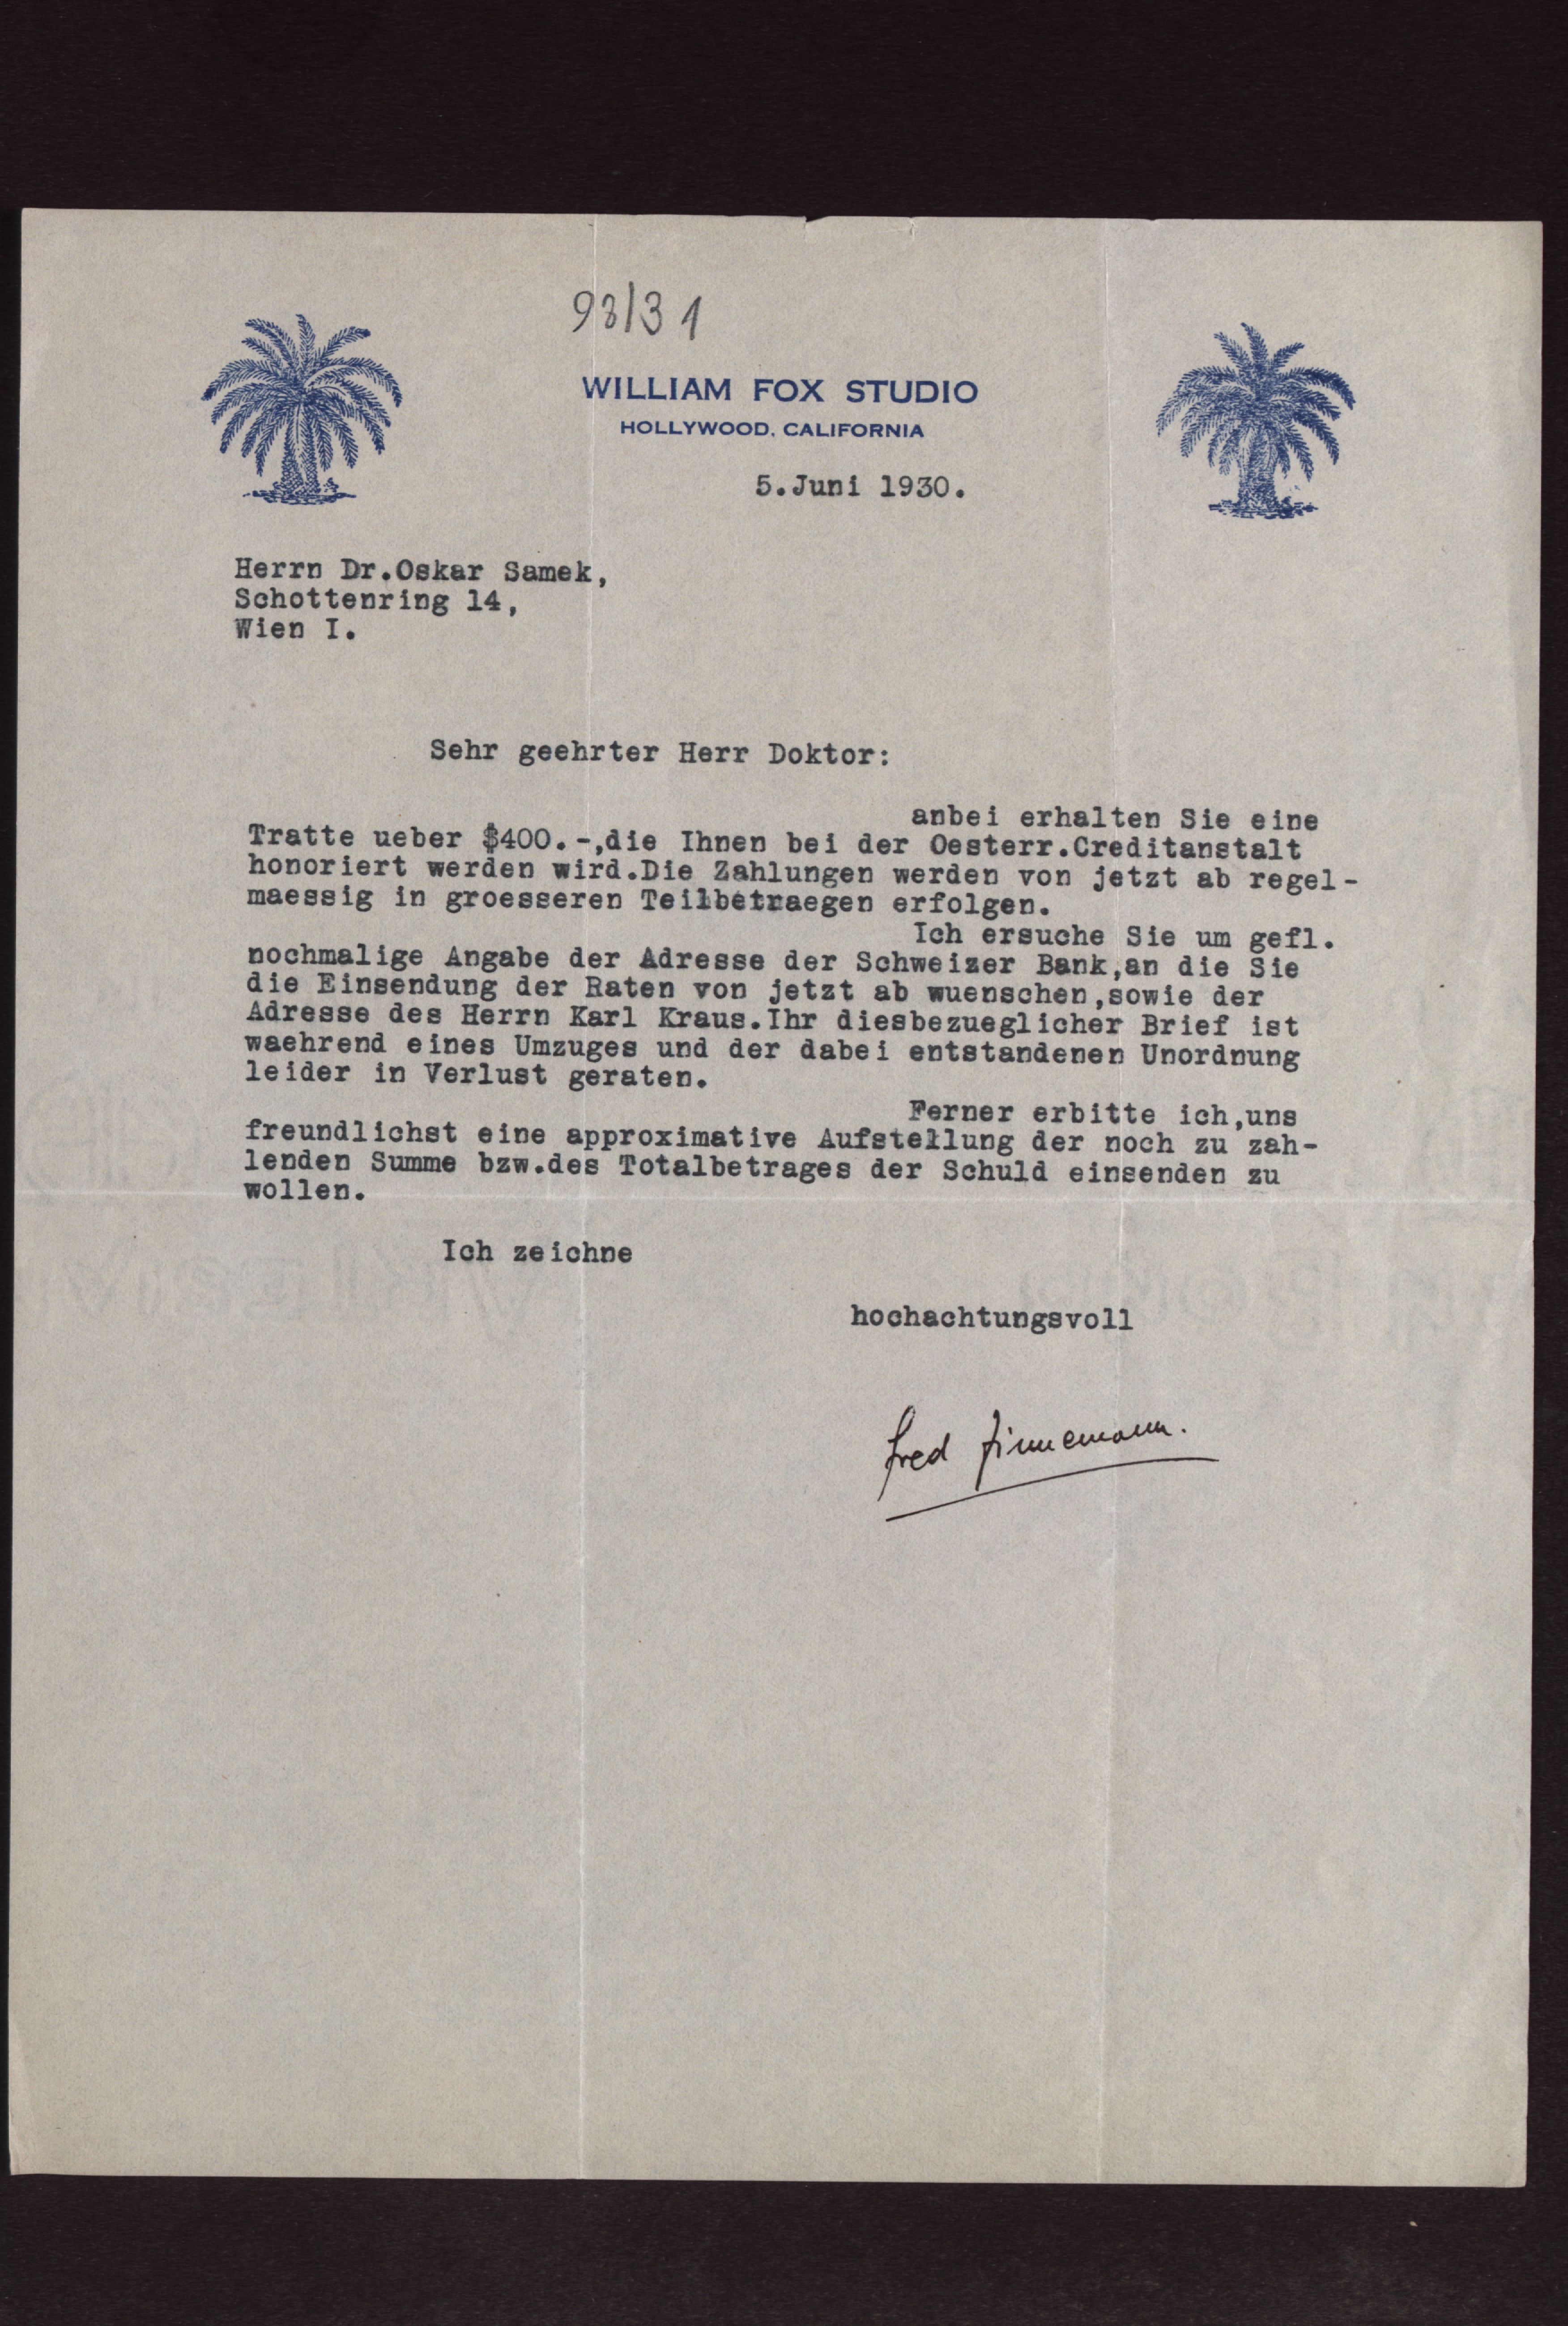 98/31
WILLIAM FOX STUDIO
HOLLYWOOD, CALIFORNIA
5.Juni 1930.
Herrn Dr.Oskar Samek,
Schottenring 14,
Wien I.
Sehr geehrter Herr Doktor:
anbei erhalten Sie eine
Tratte ueber $400.-,die Ihnen bei der Oesterr.Creditanstalt
honoriert werden wird.Die Zahlungen werden von jetzt ab regel-
maessig in groesseren Teilbetraegen erfolgen.
Ich ersuche Sie um gefl.
nochmalige Angabe der Adresse der Schweizer Bank,an die Sie
die Einsendung der Raten von jetzt ab wuenschen,sowie der
Adresse des Herrn Karl Kraus.Ihr diesbezueglicher Brief ist
waehrend eines Umzuges und der dabei entstandenen Unordnung
leider in Verlust geraten.
Ferner erbitte ich,uns
freundlichst eine approximative Aufstellung der noch zu zah-
lenden Summe bzw.des Totalbetrages der Schuld einsenden zu
wollen.
Ich zeichne
hochachtungsvoll
Fred Zinnemann.